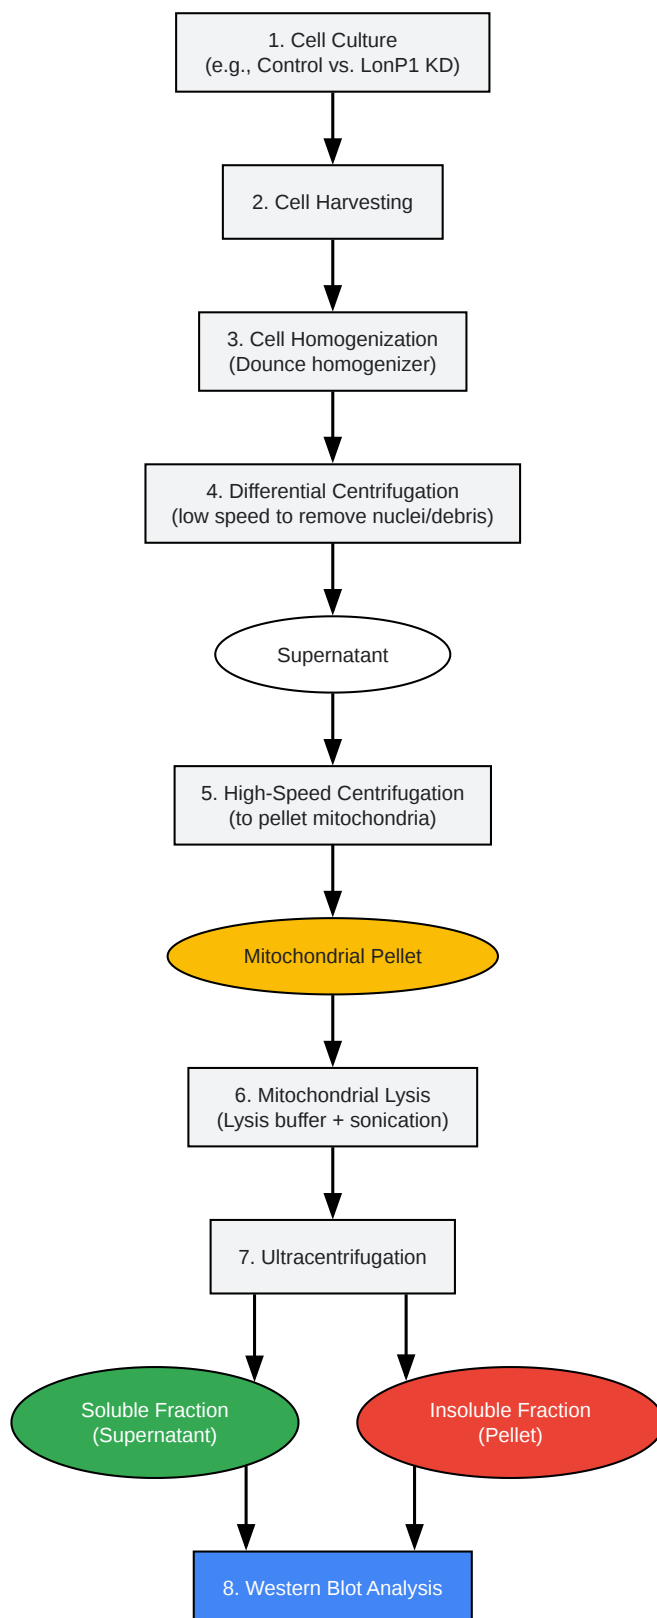 1. Cell Culture
(e.g., Control vs. LonP1 KD)
2. Cell Harvesting
3. Cell Homogenization
(Dounce homogenizer)
4. Differential Centrifugation
(low speed to remove nuclei/debris)
Supernatant
5. High-Speed Centrifugation
(to pellet mitochondria)
Mitochondrial Pellet
6. Mitochondrial Lysis
(Lysis buffer + sonication)
7. Ultracentrifugation
Soluble Fraction
(Supernatant)
Insoluble Fraction
(Pellet)
8. Western Blot Analysis